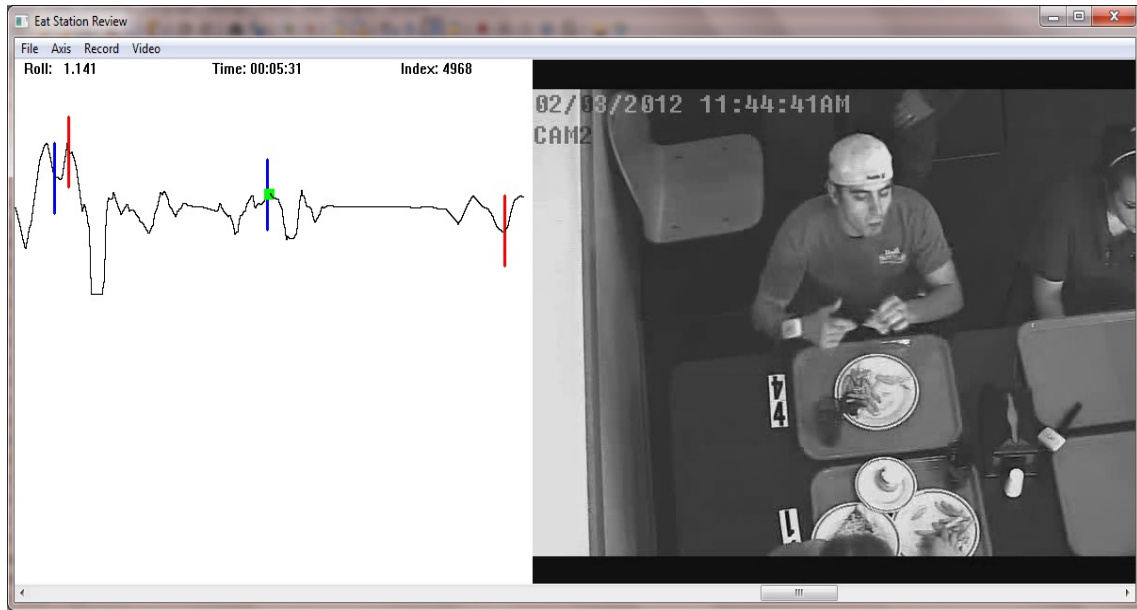 Eat Station Review
File Axis Record Video
Roll: 1.141 Time: 00:05:31 Index: 4968
02/03/2012 11:44:41AM
CAM2
44